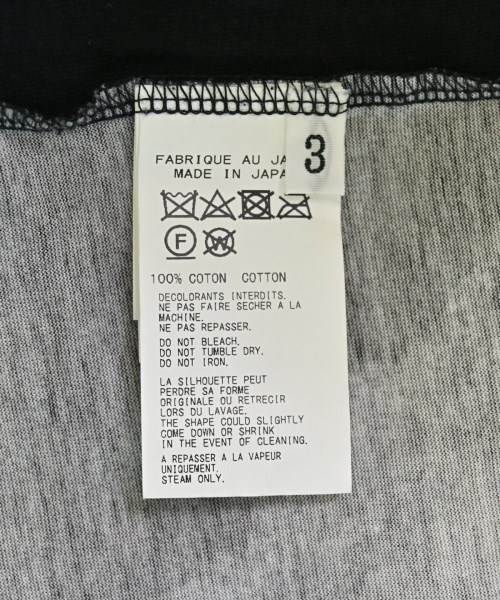 FABRIQUE AU JA
3
MADE IN JAPA
F W
100% COTON COTTON
DECOLORANTS INTERDITS.
NE PAS FAIRE SECHER A LA
MACHINE.
NE PAS REPASSER.
DO NOT BLEACH.
DO NOT TUMBLE DRY.
DO NOT IRON.
LA SILHOUETTE PEUT
PERDRE SA FORME
ORIGINALE OU RETRECIR
LORS DU LAVAGE.
THE SHAPE COULD SLIGHTLY
COME DOWN OR SHRINK
IN THE EVENT OF CLEANING.
A REPASSER A LA VAPEUR
UNIQUEMENT.
STEAM ONLY.